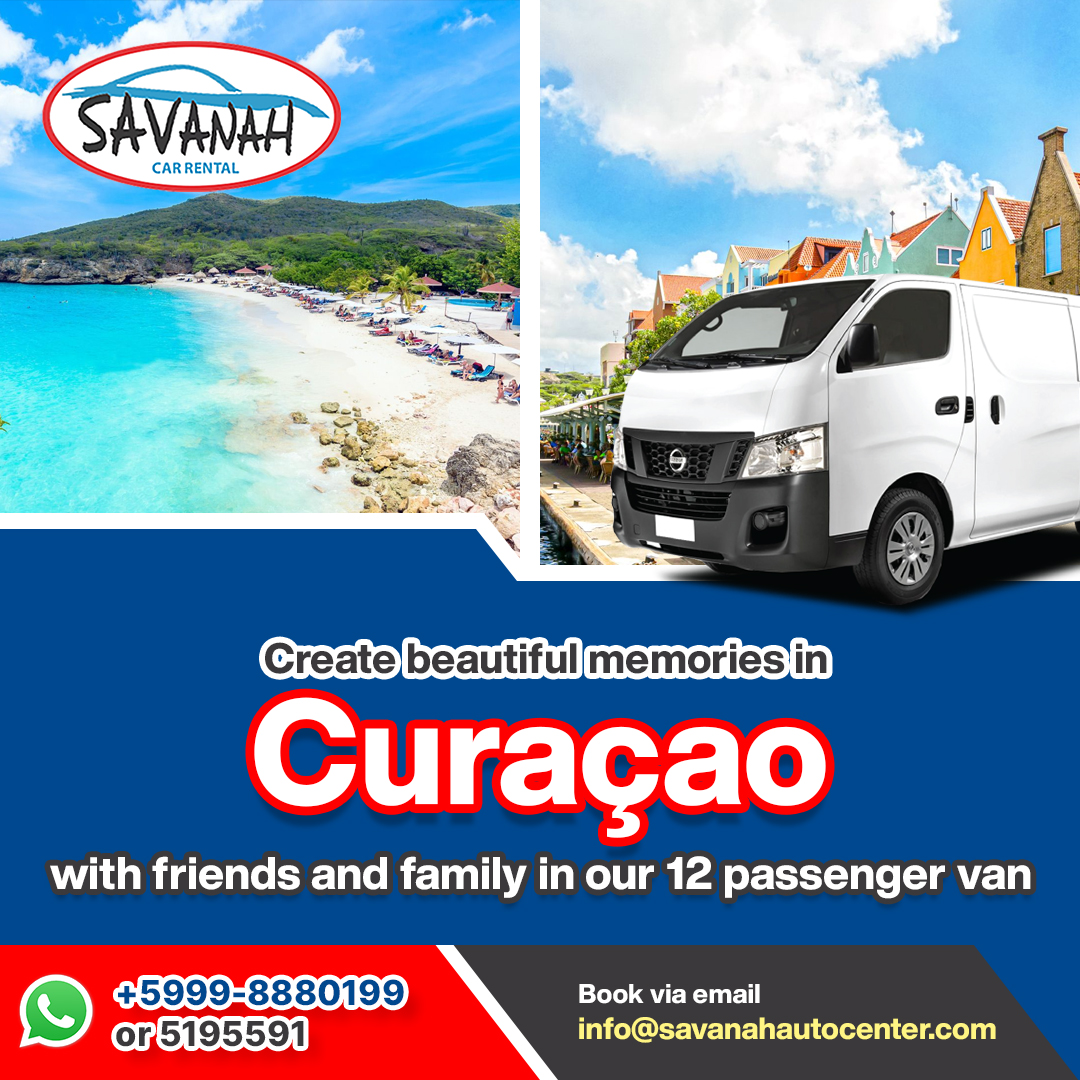 SAVANAH
CAR RENTAL
Create beautiful memories in
Curaçao
with friends and family in our 12 passenger van
+5999-8880199
or 5195591
Book via email
info@savanahautocenter.com